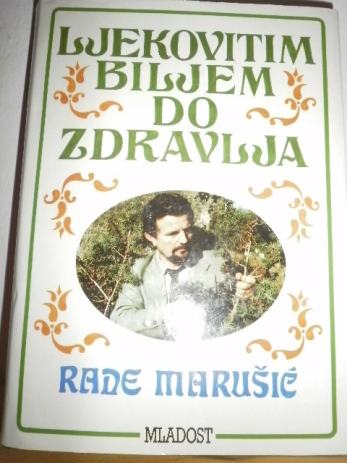 LJEKOVITIM
BILJEM
DO
ZDRAVLJA
RADE MARUŠIĆ
MLADOST